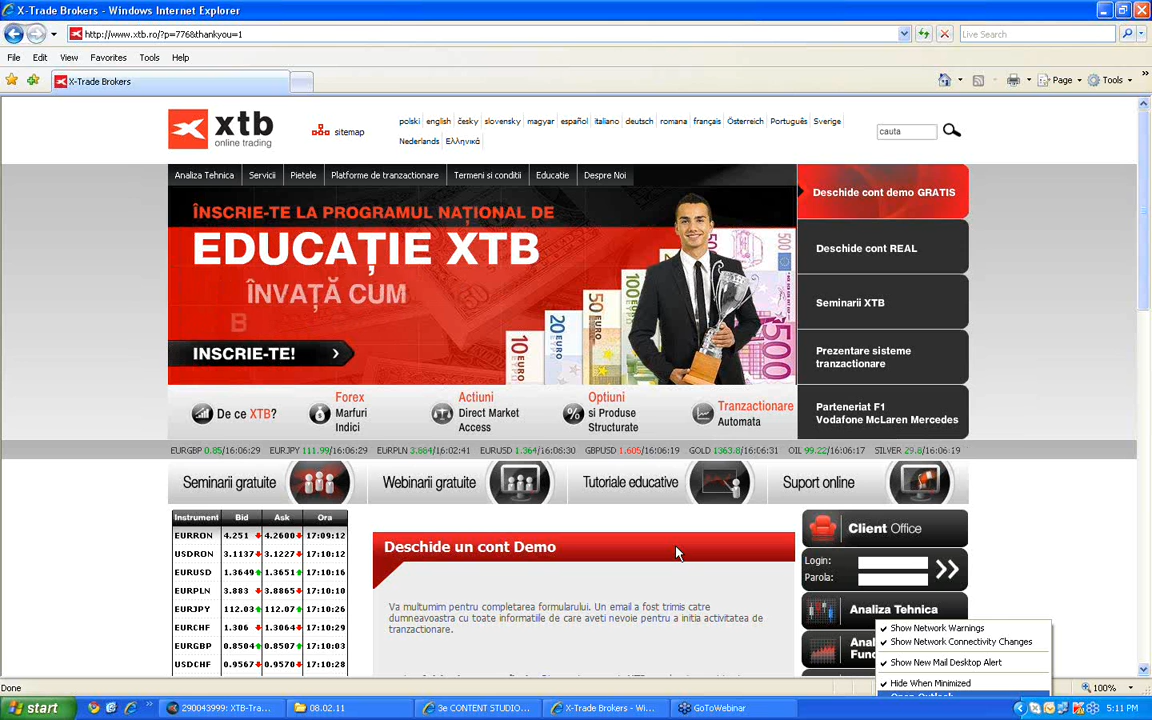 X-Trade Brokers - Windows Internet Explorer
http://www.xtb.ro/?p=776&thankyou=1
Live Search
File Edit View Favorites Tools Help
X-Trade Brokers
Page Tools
xtb
online trading
sitemap
polski english česky slovensky magyar español italiano deutsch romana français Österreich Português Sverige
Nederlands Ελληνικά
cauta
Analiza Tehnica Servicii Pietele Platforme de tranzactionare Termeni si conditii Educatie Despre Noi
ÎNSCRIE-TE LA PROGRAMUL NAȚIONAL DE
EDUCAȚIE XTB
ÎNVAȚĂ CUM
B
ÎNSCRIE-TE!
10 EURO
20 EURO
50 EURO
100
500
500
Deschide cont demo GRATIS
Deschide cont REAL
Seminarii XTB
Prezentare sisteme
tranzactionare
Parteneriat F1
Vodafone McLaren Mercedes
De ce XTB?
Forex
Marfuri
Indici
Actiuni
Direct Market
Access
Optiuni
si Produse
Structurate
Tranzactionare
Automata
EURGBP 0.85/16:06:29 EURJPY 111.99/16:06:29 EURPLN 3.884/16:02:41 EURUSD 1.364/16:06:30 GBPUSD 1.605/16:06:19 GOLD 1363.8/16:06:31 OIL 99.22/16:06:17 SILVER 29.8/16:06:19
Seminarii gratuite
Webinarii gratuite
Tutoriale educative
Suport online
Instrument Bid Ask Ora
EURRON 4.251 4.2600 17:09:12
USDRON 3.1137 3.1227 17:10:12
EURUSD 1.3649 1.3651 17:10:16
EURPLN 3.883 3.8865 17:10:10
EURJPY 112.03 112.07 17:10:26
EURCHF 1.306 1.3064 17:10:29
EURGBP 0.8504 0.8507 17:10:03
USDCHF 0.9567 0.9570 17:10:28
Deschide un cont Demo
Va multumim pentru completarea formularului. Un email a fost trimis catre
dumneavoastra cu toate informatiile de care aveti nevoie pentru a initia activitatea de
tranzactionare.
Client Office
Login:
Parola:
Analiza Tehnica
Show Network Warnings
Show Network Connectivity Changes
Show New Mail Desktop Alert
Hide When Minimized
Open Outlook
Done
100%
start
290043999: XTB-Tra...
08.02.11
3e CONTENT STUDIO...
X-Trade Brokers - Wi...
GoToWebinar
5:11 PM